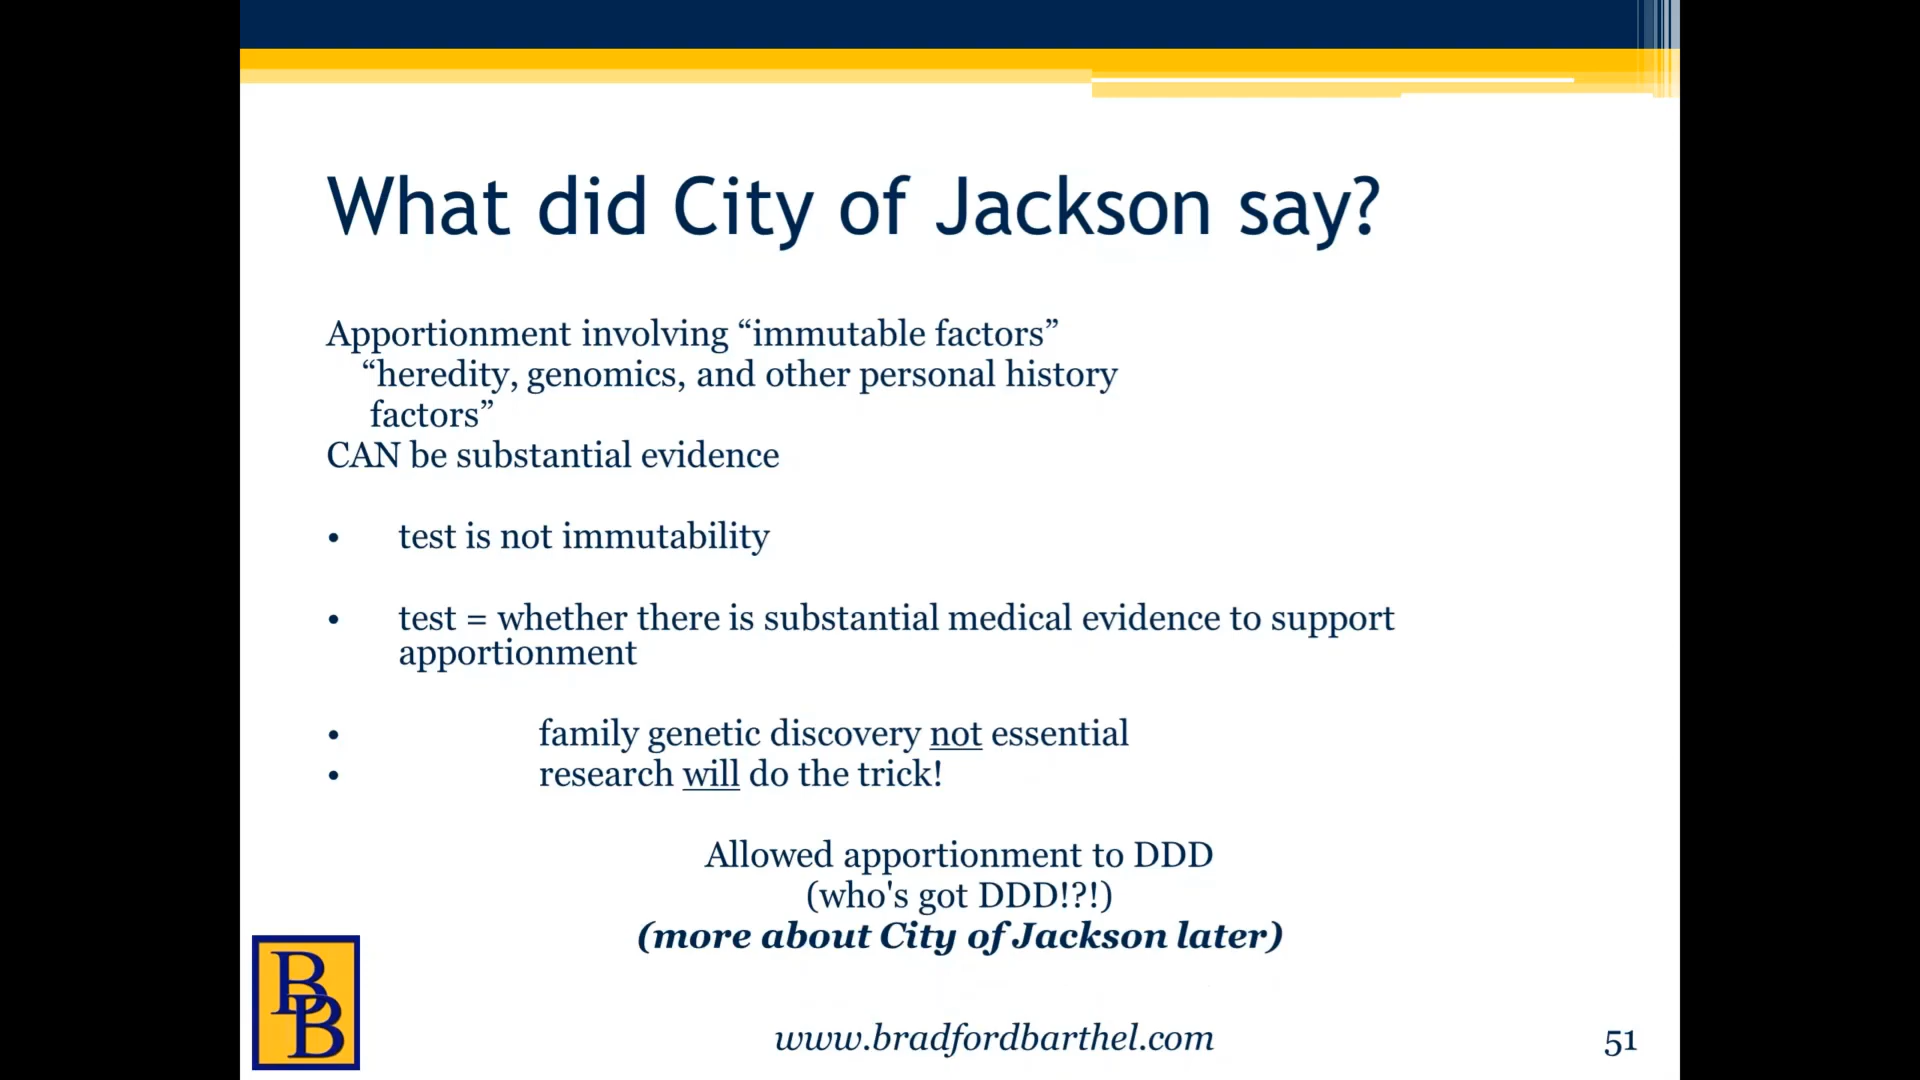 What did City of Jackson say?
Apportionment involving “immutable factors”
“heredity, genomics, and other personal history
factors”
CAN be substantial evidence
• test is not immutability
• test = whether there is substantial medical evidence to support
apportionment
• family genetic discovery not essential
• research will do the trick!
Allowed apportionment to DDD
(who's got DDD!?!)
(more about City of Jackson later)
BB
www.bradfordbarthel.com
51